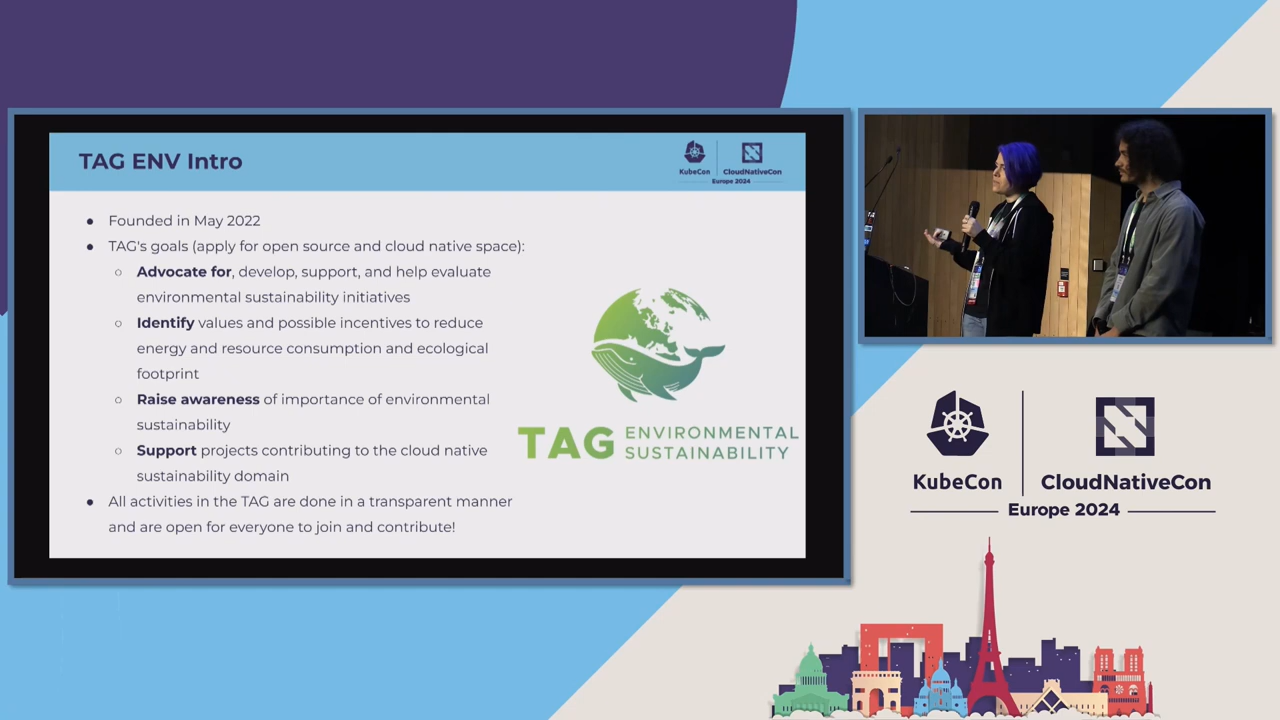 TAG ENV Intro
KubeCon
CloudNativeCon
Europe 2024
● Founded in May 2022
● TAG's goals (apply for open source and cloud native space):
○ Advocate for, develop, support, and help evaluate
environmental sustainability initiatives
○ Identify values and possible incentives to reduce
energy and resource consumption and ecological
footprint
○ Raise awareness of importance of environmental
sustainability
○ Support projects contributing to the cloud native
sustainability domain
● All activities in the TAG are done in a transparent manner
and are open for everyone to join and contribute!
TAG ENVIRONMENTAL
SUSTAINABILITY
KubeCon
CloudNativeCon
Europe 2024